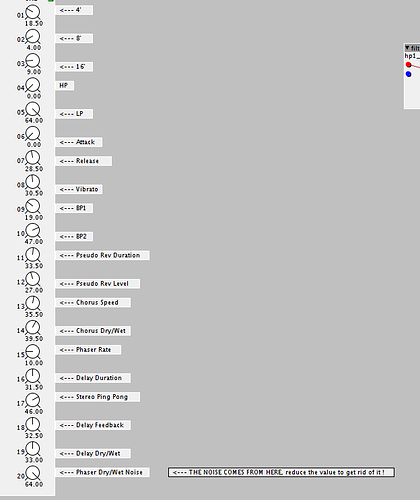 01 <--- 4'
18.50
02 <--- 8'
4.00
03 <--- 16'
9.00
04 HP
0.00
05 <--- LP
64.00
06 <--- Attack
0.00
07 <--- Release
28.50
08 <--- Vibrato
30.50
09 <--- BP1
19.00
10 <--- BP2
47.00
11 <--- Pseudo Rev Duration
33.50
12 <--- Pseudo Rev Level
27.00
13 <--- Chorus Speed
35.50
14 <--- Chorus Dry/Wet
39.50
15 <--- Phaser Rate
10.00
16 <--- Delay Duration
31.50
17 <--- Stereo Ping Pong
46.00
18 <--- Delay Feedback
32.50
19 <--- Delay Dry/Wet
33.00
20 <--- Phaser Dry/Wet Noise <--- THE NOISE COMES FROM HERE, reduce the value to get rid of it !
64.00
▼ filt
hp1_